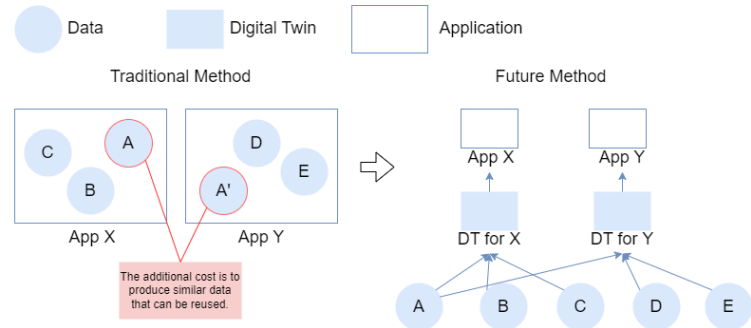 Data
Digital Twin
Application
Traditional Method
Future Method
C
A
B
D
E
A'
App X
App Y
The additional cost is to
produce similar data
that can be reused.
App X
App Y
DT for X
DT for Y
A
B
C
D
E